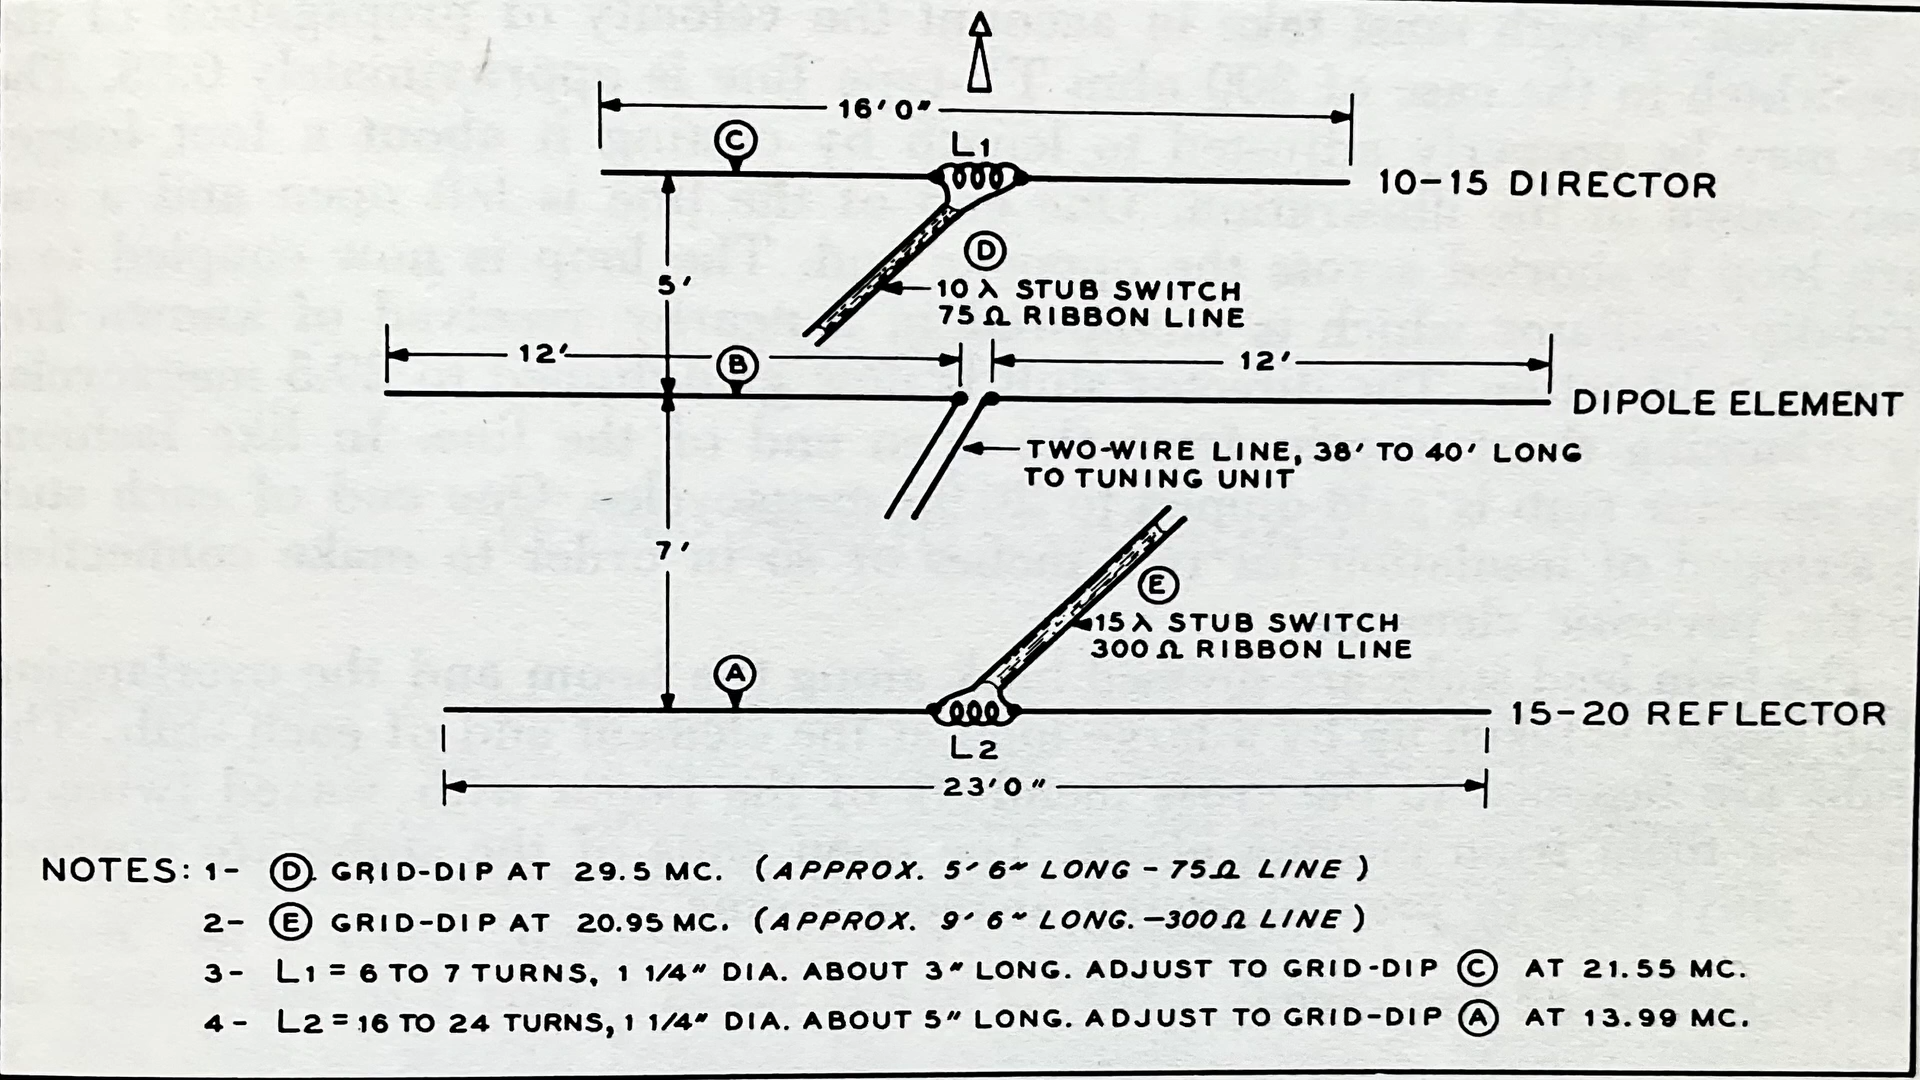 16' 0"
C
L1
10-15 DIRECTOR
D
5'
10 λ STUB SWITCH
75 Ω RIBBON LINE
12'
B
12'
DIPOLE ELEMENT
TWO-WIRE LINE, 38' TO 40' LONG
TO TUNING UNIT
7'
E
15 λ STUB SWITCH
300 Ω RIBBON LINE
A
15-20 REFLECTOR
L2
23' 0"
NOTES: 1- D. GRID-DIP AT 29.5 MC. (APPROX. 5' 6" LONG - 75Ω LINE)
2- E GRID-DIP AT 20.95 MC. (APPROX. 9' 6" LONG. -300Ω LINE)
3- L1 = 6 TO 7 TURNS, 1 1/4" DIA. ABOUT 3" LONG. ADJUST TO GRID-DIP C AT 21.55 MC.
4- L2 = 16 TO 24 TURNS, 1 1/4" DIA. ABOUT 5" LONG. ADJUST TO GRID-DIP A AT 13.99 MC.